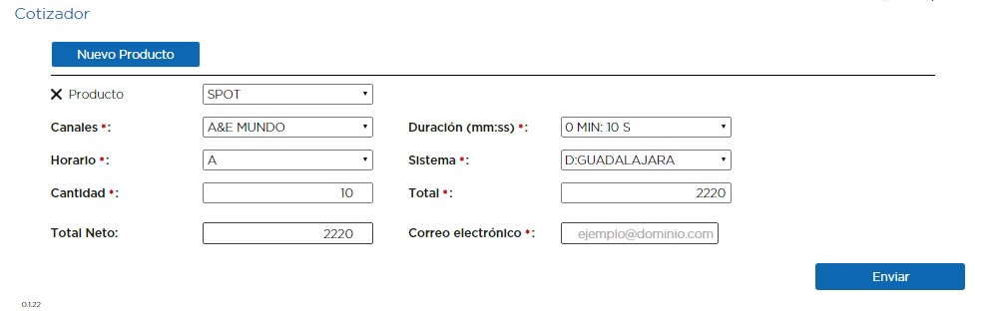 Cotizador
Nuevo Producto
Producto SPOT
Canales *: A&E MUNDO Duración (mm:ss) *: 0 MIN: 10 S
Horario *: A Sistema *: D:GUADALAJARA
Cantidad *: 10 Total *: 2220
Total Neto: 2220 Correo electrónico *: ejemplo@dominio.com
Enviar
0.1.22